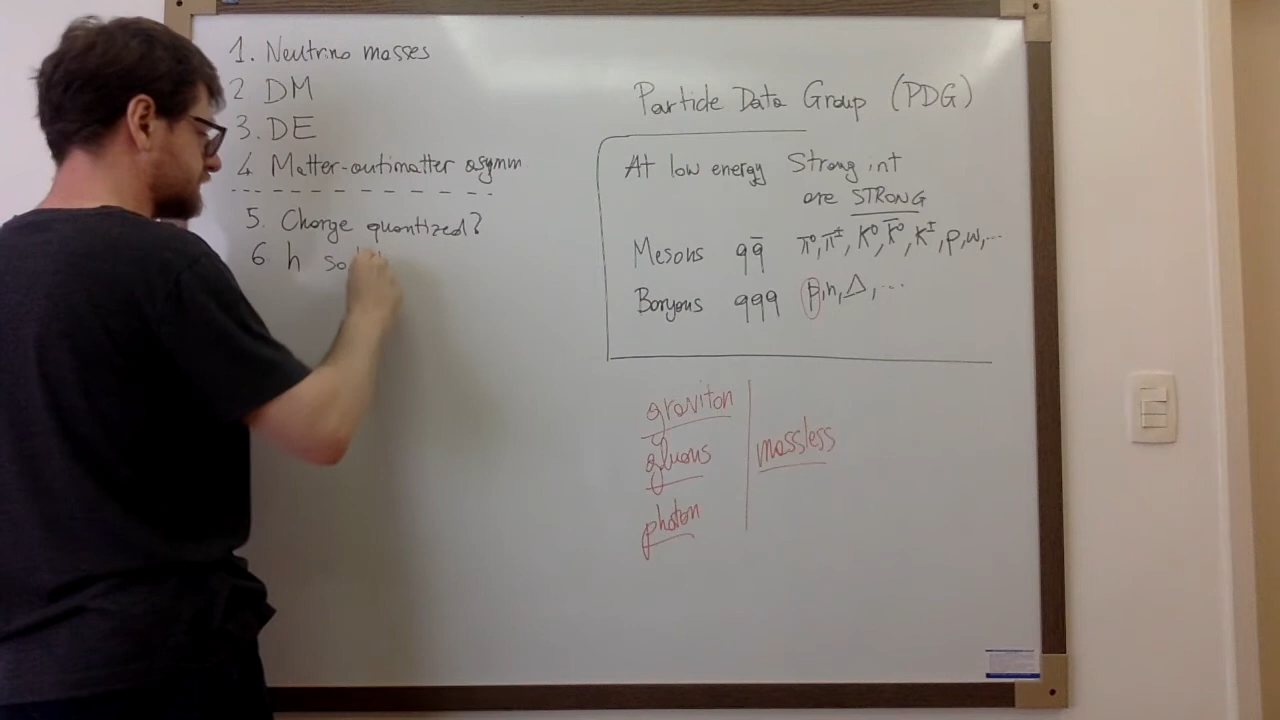 1. Neutrino masses
2 DM
3. DE
4 Matter-antimatter asymm
5. Charge quantized?
6 h so
Particle Data Group (PDG)
At low energy Strong int
are STRONG
Mesons q q̄ π⁰, π±, K⁰, K̄⁰, K±, ρ, ω, ...
Baryons qqq p, n, Δ, ...
graviton
gluons massless
photon